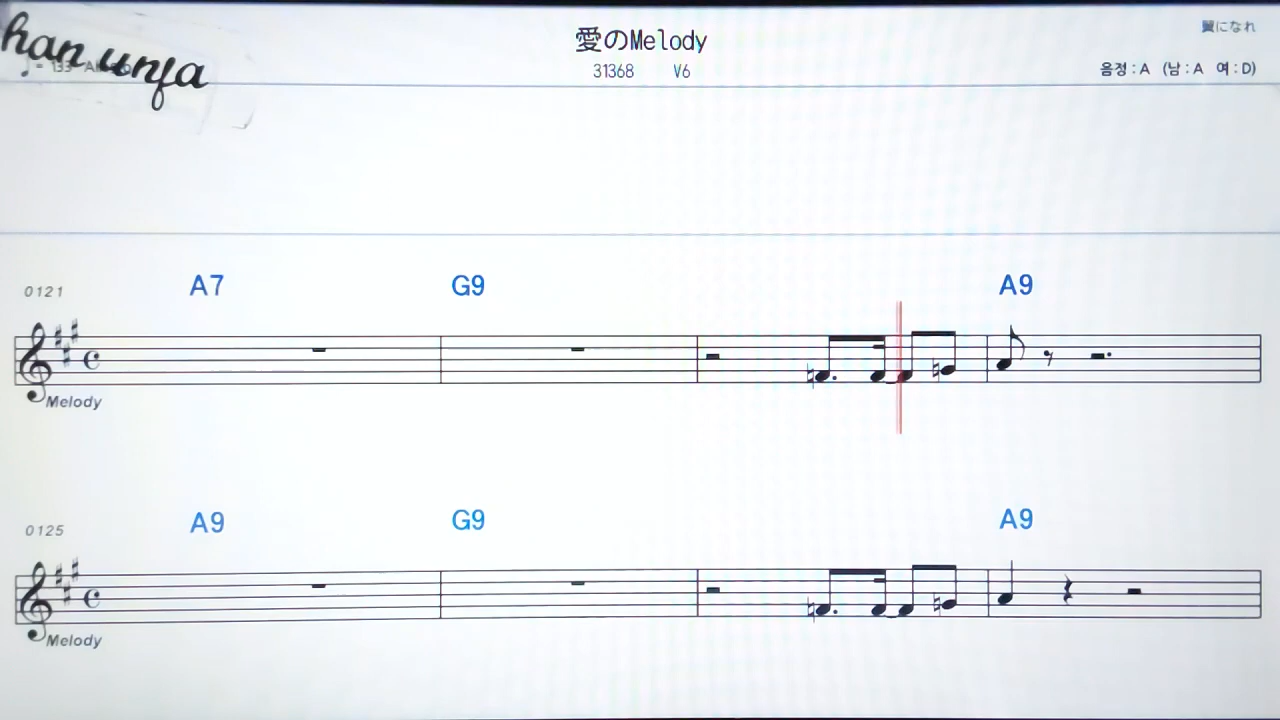 han unja
愛のMelody
翼になれ
31368 V6
음정 : A (남 : A 여 : D)
0121
A7 G9 A9
Melody
0125
A9 G9 A9
Melody